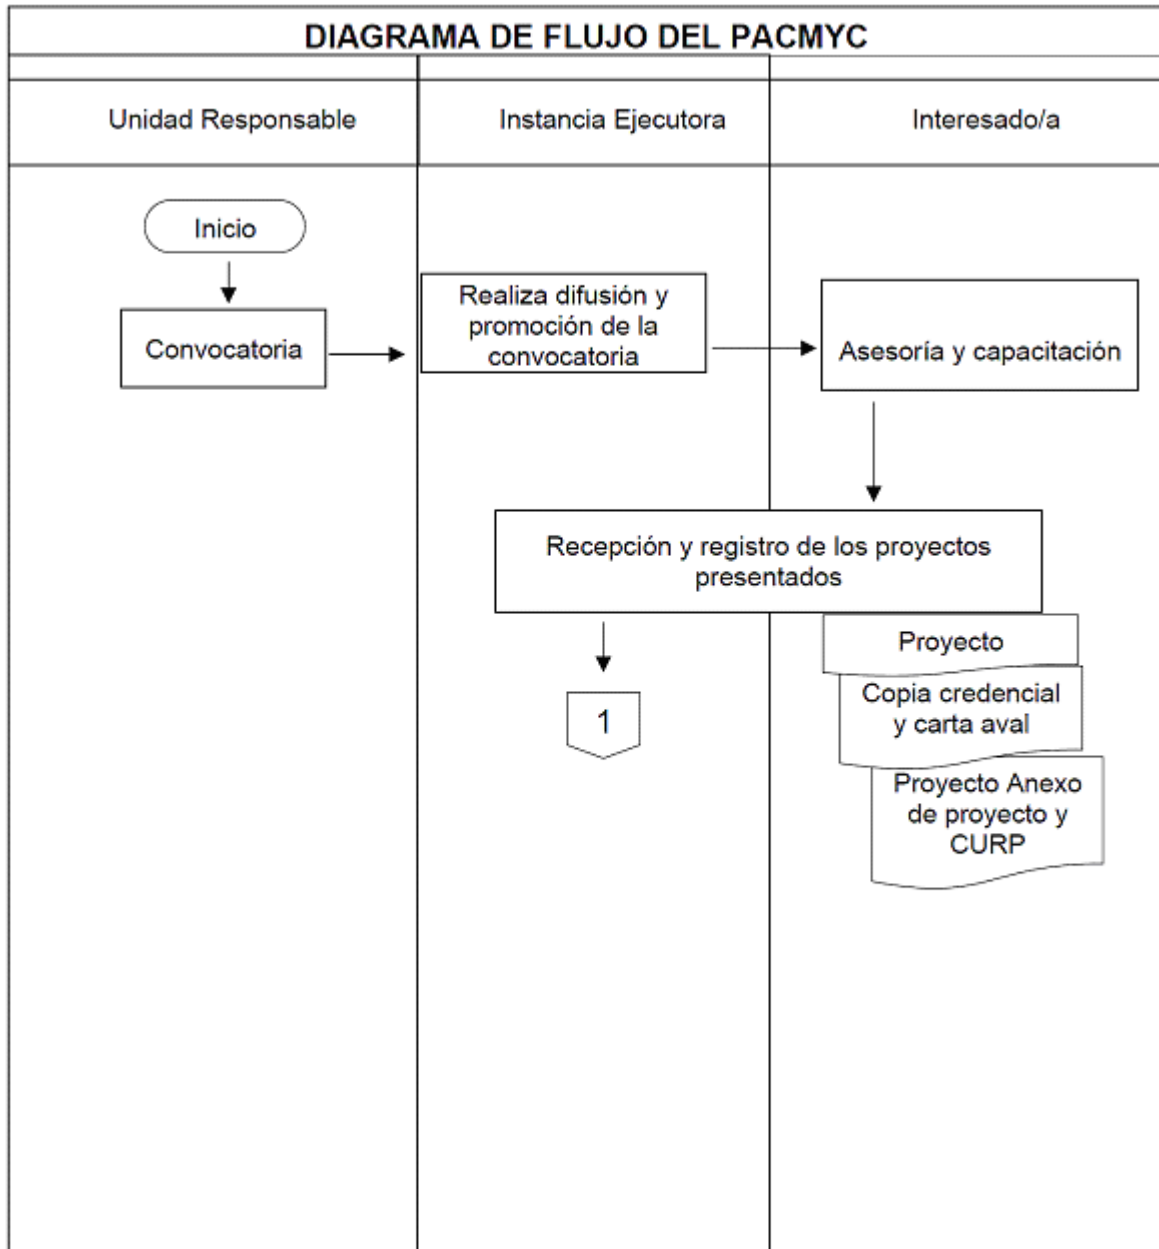 DIAGRAMA DE FLUJO DEL PACMYC
Unidad Responsable
Instancia Ejecutora
Interesado/a
Inicio
Convocatoria
Realiza difusión y
promoción de la
convocatoria
Asesoría y capacitación
Recepción y registro de los proyectos
presentados
Proyecto
Copia credencial
y carta aval
1
Proyecto Anexo
de proyecto y
CURP